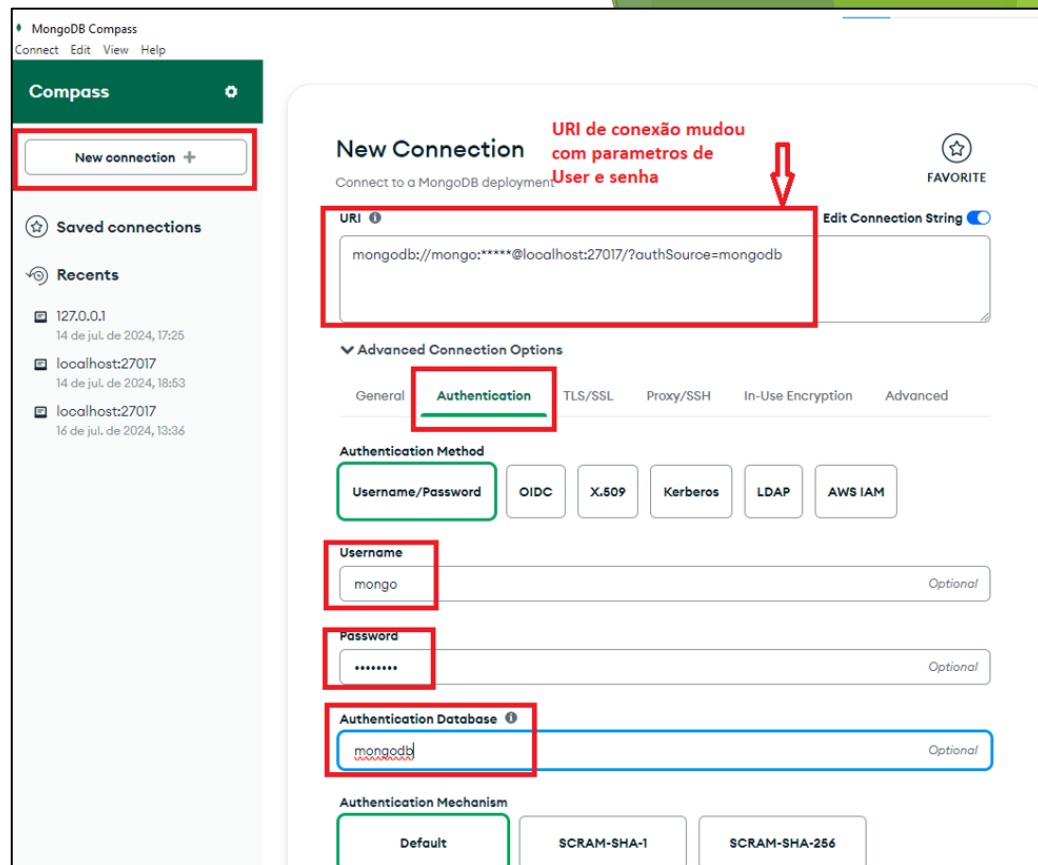 MongoDB Compass
Connect Edit View Help
Compass
New connection +
Saved connections
Recents
127.0.0.1
14 de jul. de 2024, 17:25
localhost:27017
14 de jul. de 2024, 18:53
localhost:27017
16 de jul. de 2024, 13:36
New Connection
Connect to a MongoDB deployment
URI de conexão mudou
com parametros de
User e senha
FAVORITE
URI
Edit Connection String
mongodb://mongo:*****@localhost:27017/?authSource=mongodb
Advanced Connection Options
General Authentication TLS/SSL Proxy/SSH In-Use Encryption Advanced
Authentication Method
Username/Password OIDC X.509 Kerberos LDAP AWS IAM
Username
mongo Optional
Password
•••••••• Optional
Authentication Database
mongodb Optional
Authentication Mechanism
Default SCRAM-SHA-1 SCRAM-SHA-256